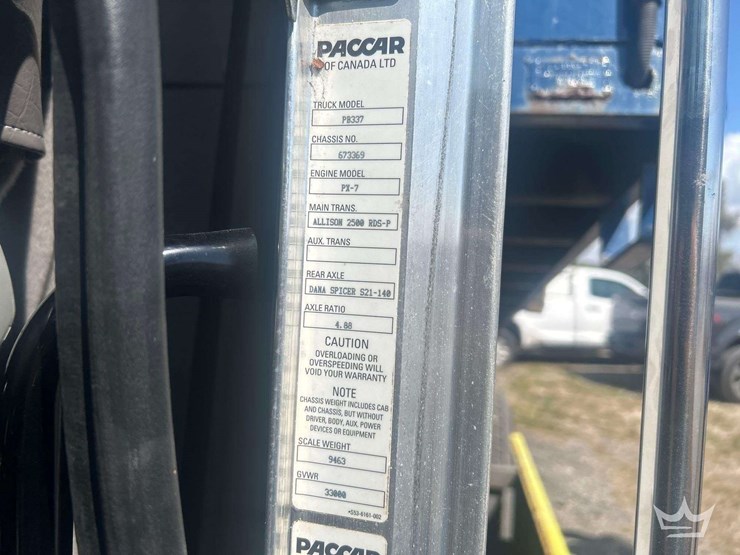 PACCAR
OF CANADA LTD
TRUCK MODEL
PB337
CHASSIS NO.
673369
ENGINE MODEL
PX-7
MAIN TRANS.
ALLISON 2500 RDS-P
AUX. TRANS
REAR AXLE
DANA SPICER S21-140
AXLE RATIO
4.88
CAUTION
OVERLOADING OR
OVERSPEEDING WILL
VOID YOUR WARRANTY
NOTE
CHASSIS WEIGHT INCLUDES CAB
AND CHASSIS, BUT WITHOUT
DRIVER, BODY, AUX. POWER
DEVICES OR EQUIPMENT
SCALE WEIGHT
9463
GVWR
33000
*S53-6161-002
PACCAR